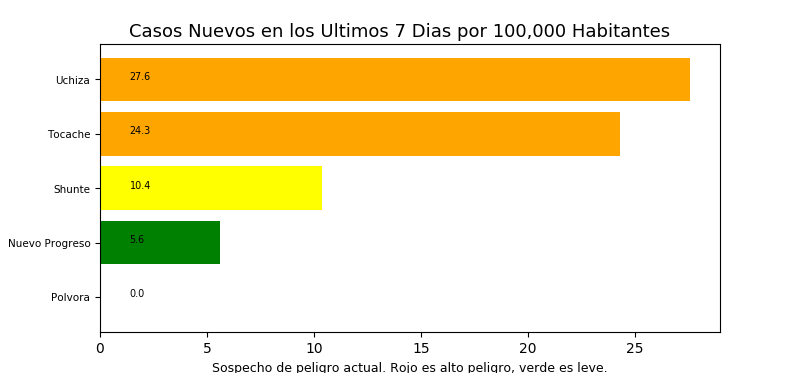 Casos Nuevos en los Ultimos 7 Dias por 100,000 Habitantes
Uchiza 27.6
Tocache 24.3
Shunte 10.4
Nuevo Progreso 5.6
Polvora 0.0
0 5 10 15 20 25
Sospecho de peligro actual. Rojo es alto peligro, verde es leve.